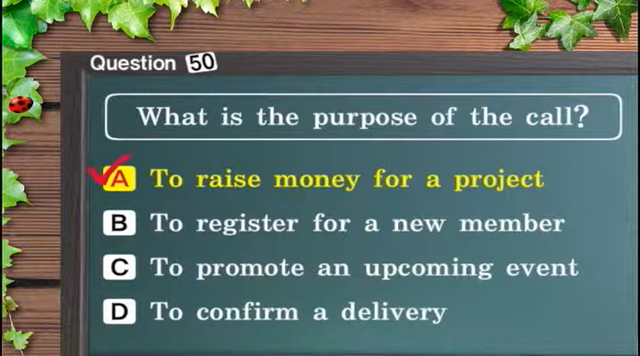 Question 50
What is the purpose of the call?
A To raise money for a project
B To register for a new member
C To promote an upcoming event
D To confirm a delivery